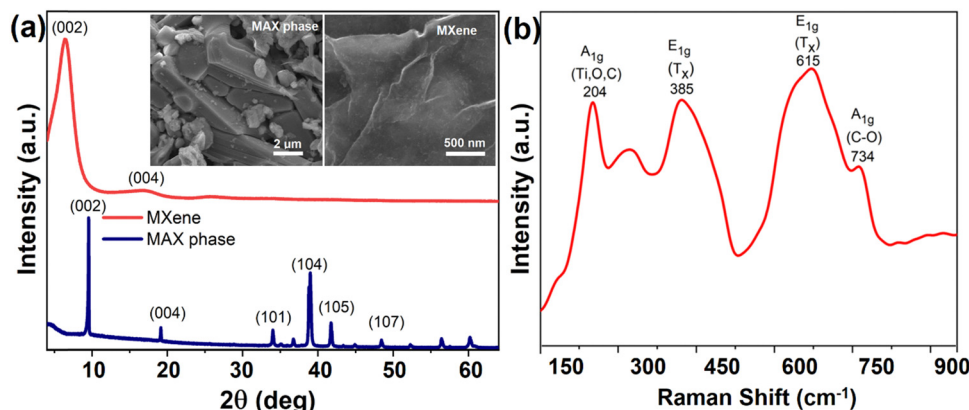 (a)
(002)
MAX phase
2 µm
MXene
500 nm
(004)
(002)
MXene
MAX phase
(004)
(101)
(104)
(105)
(107)
10 20 30 40 50 60
2θ (deg)
Intensity (a.u.)
(b)
A1g
(Ti,O,C)
204
E1g
(TX)
385
E1g
(TX)
615
A1g
(C-O)
734
150 300 450 600 750 900
Raman Shift (cm-1)
Intensity (a.u.)